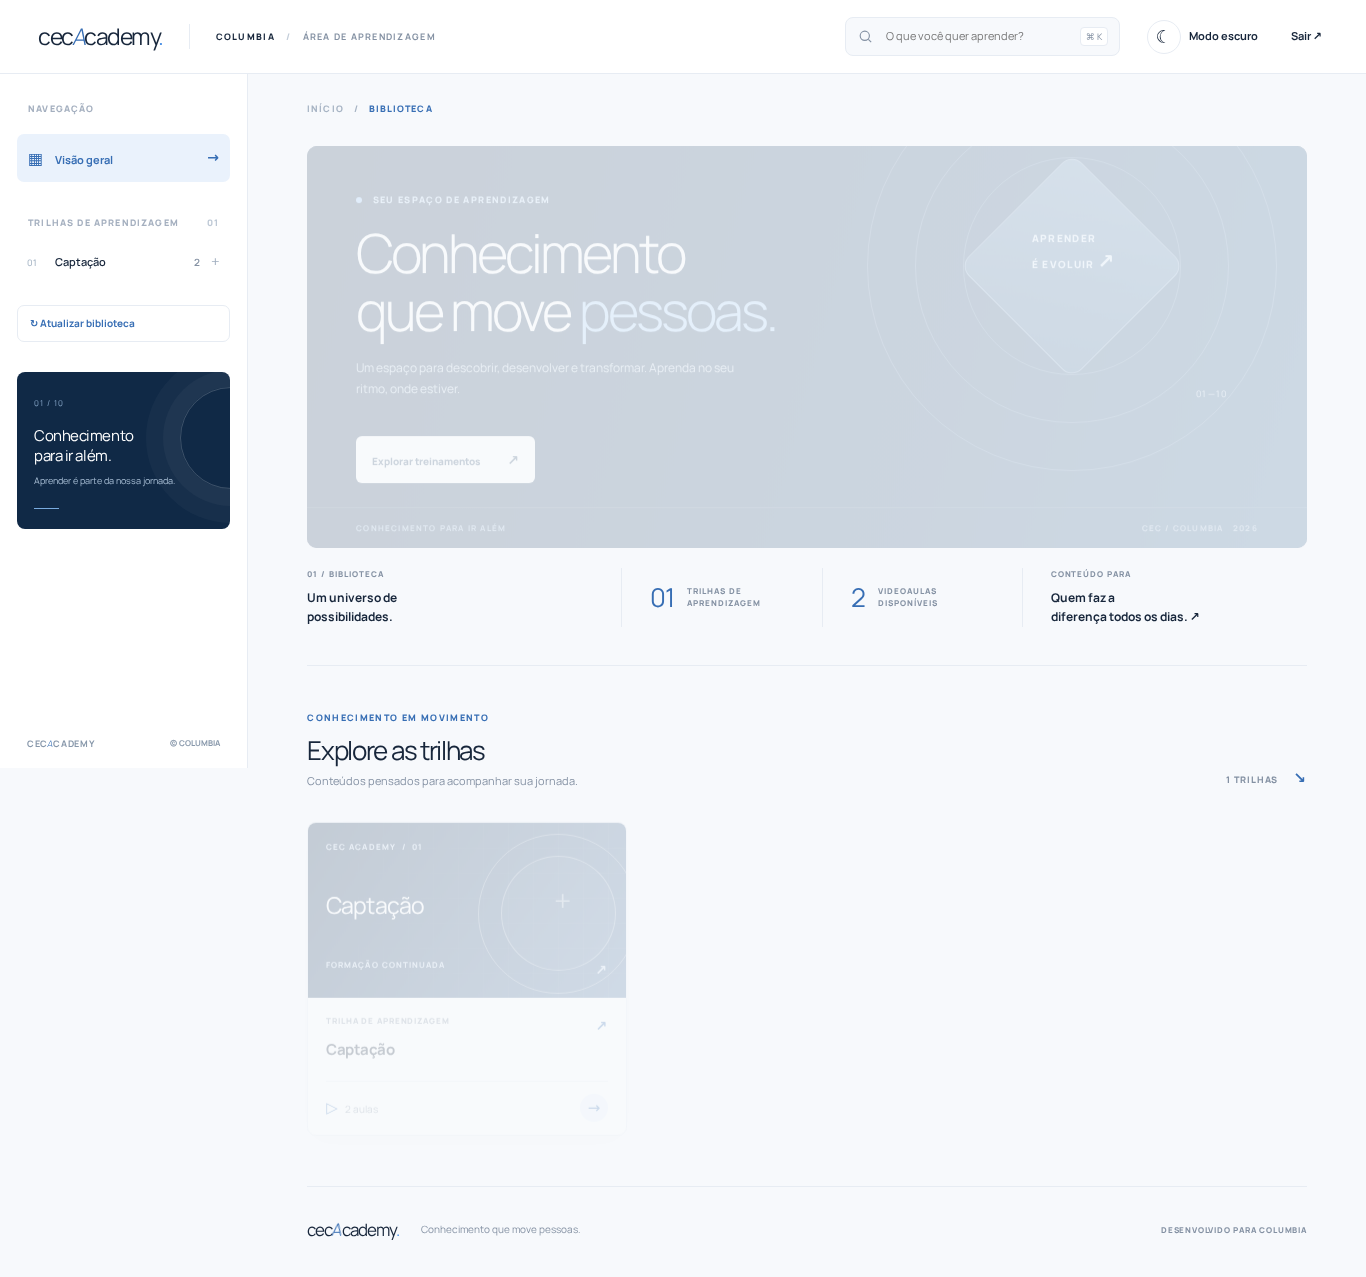 cecAcademy.
COLUMBIA / ÁREA DE APRENDIZAGEM
O que você quer aprender?
⌘ K
☾ Modo escuro
Sair ↗
NAVEGAÇÃO
Visão geral →
TRILHAS DE APRENDIZAGEM 01
01 Captação 2 +
↻ Atualizar biblioteca
01 / 10
Conhecimento
para ir além.
Aprender é parte da nossa jornada.
CECACADEMY
© COLUMBIA
INÍCIO / BIBLIOTECA
SEU ESPAÇO DE APRENDIZAGEM
Conhecimento
que move pessoas.
Um espaço para descobrir, desenvolver e transformar. Aprenda no seu
ritmo, onde estiver.
Explorar treinamentos ↗
APRENDER
É EVOLUIR ↗
01 —10
CONHECIMENTO PARA IR ALÉM
CEC | COLUMBIA 2026
01 / BIBLIOTECA
Um universo de
possibilidades.
01
TRILHAS DE
APRENDIZAGEM
2
VIDEOAULAS
DISPONÍVEIS
CONTEÚDO PARA
Quem faz a
diferença todos os dias. ↗
CONHECIMENTO EM MOVIMENTO
Explore as trilhas
Conteúdos pensados para acompanhar sua jornada.
1 TRILHAS ↘
CEC ACADEMY / 01
Captação
+
FORMAÇÃO CONTINUADA ↗
TRILHA DE APRENDIZAGEM ↗
Captação
▷ 2 aulas →
cecAcademy.
Conhecimento que move pessoas.
DESENVOLVIDO PARA COLUMBIA